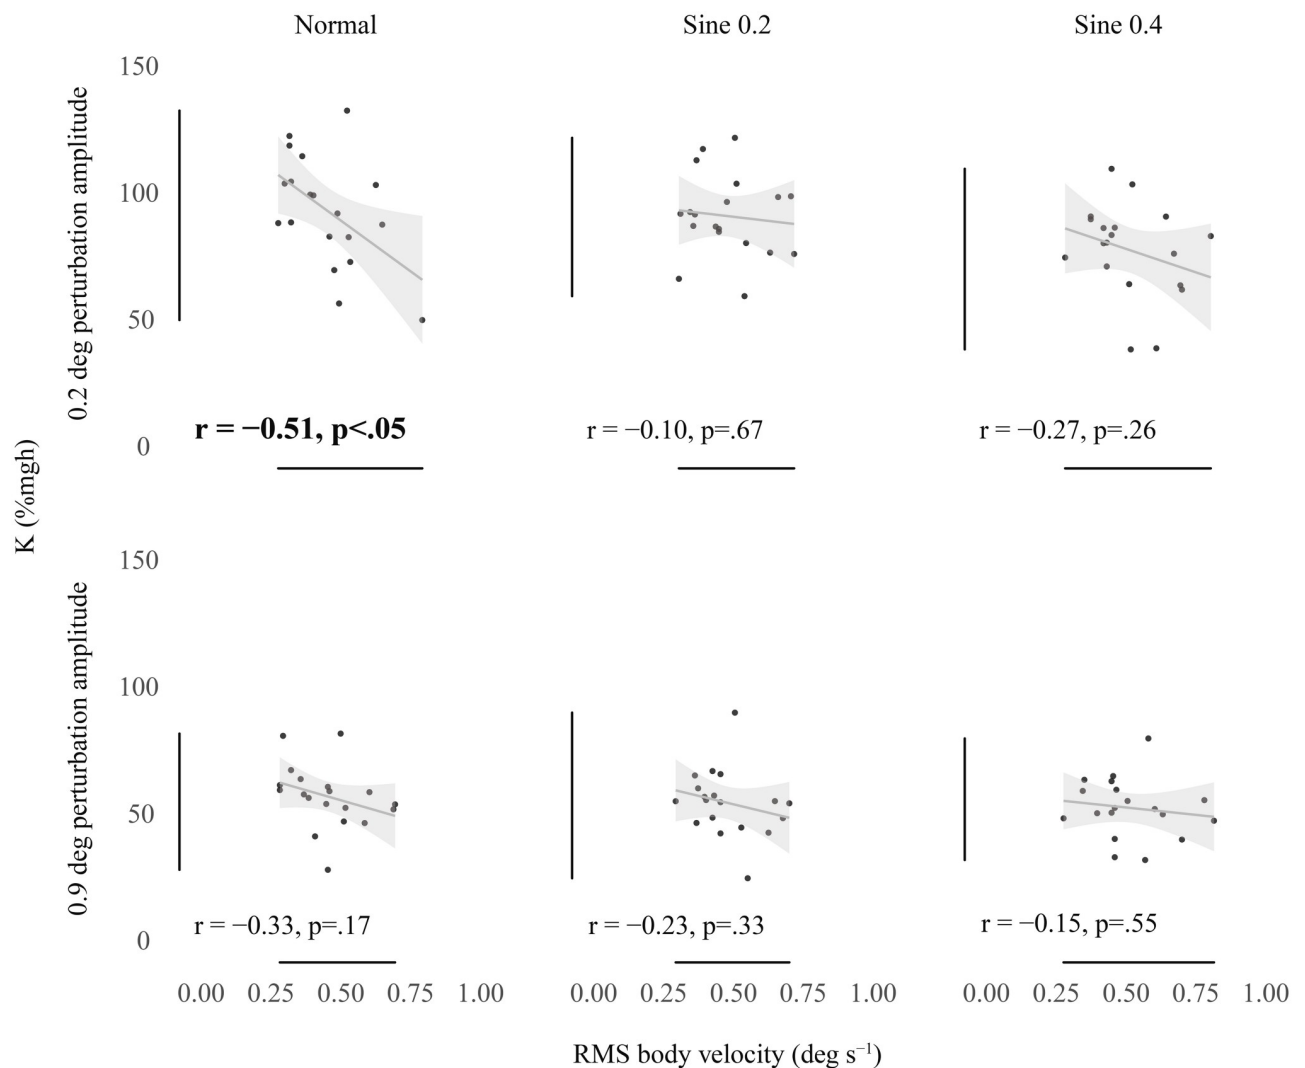 Normal
Sine 0.2
Sine 0.4
K (%mgh)
0.2 deg perturbation amplitude
150
100
50
0
r = −0.51, p<.05
r = −0.10, p=.67
r = −0.27, p=.26
0.9 deg perturbation amplitude
150
100
50
0
r = −0.33, p=.17
r = −0.23, p=.33
r = −0.15, p=.55
0.00 0.25 0.50 0.75 1.00
0.00 0.25 0.50 0.75 1.00
0.00 0.25 0.50 0.75 1.00
RMS body velocity (deg s⁻¹)